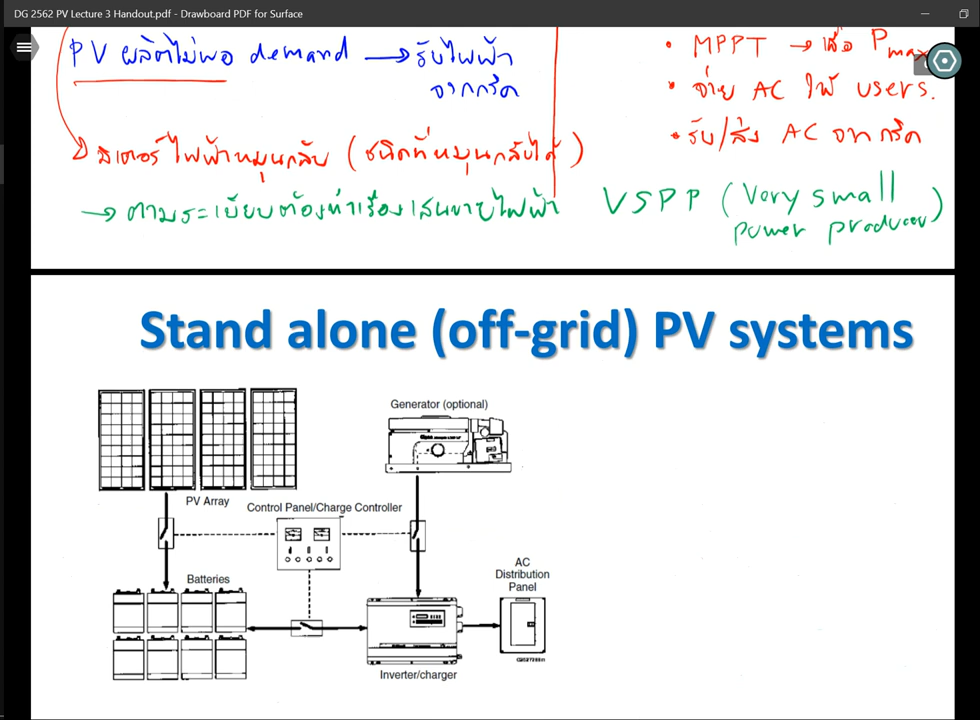 DG 2562 PV Lecture 3 Handout.pdf - Drawboard PDF for Surface
PV ผลิตไม่พอ demand → รับไฟฟ้า
จากกริด
มิเตอร์ไฟฟ้าหมุนกลับ (ชนิดที่หมุนกลับได้)
→ ตามระเบียบต้องทำเรื่องเสนขายไฟฟ้า VSPP (Very small
power producer)
• MPPT → เพื่อ Pmax
• จ่าย AC ให้ users.
• รับ/ส่ง AC จากกริด
Stand alone (off-grid) PV systems
Generator (optional)
PV Array
Control Panel/Charge Controller
Batteries
AC
Distribution
Panel
Inverter/charger